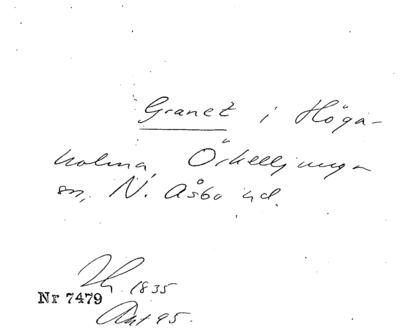 Granet i Höga-
holma, Örkelljunga
sn, N. Åsbo hd.
1835
Nr 7479